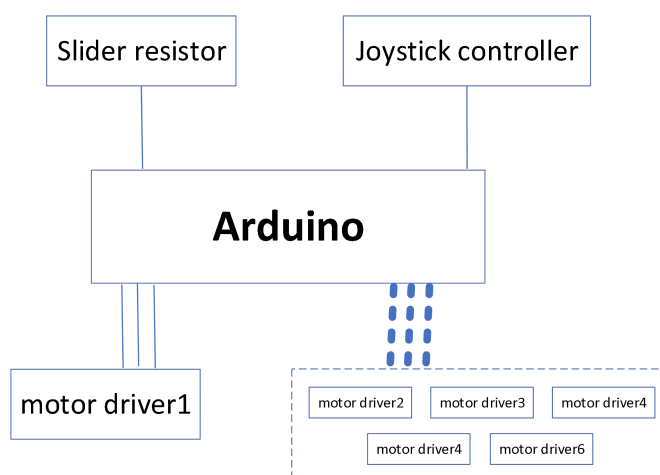 Slider resistor
Joystick controller
Arduino
motor driver1
motor driver2
motor driver3
motor driver4
motor driver4
motor driver6